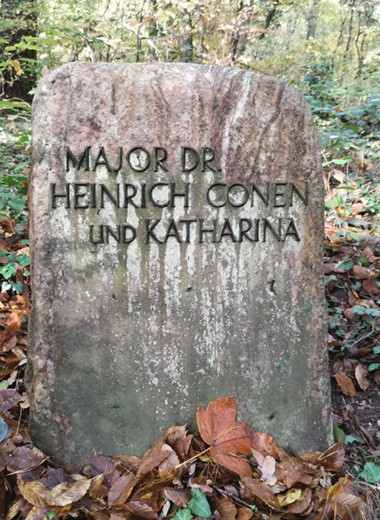 MAJOR DR.
HEINRICH CONEN
UND KATHARINA